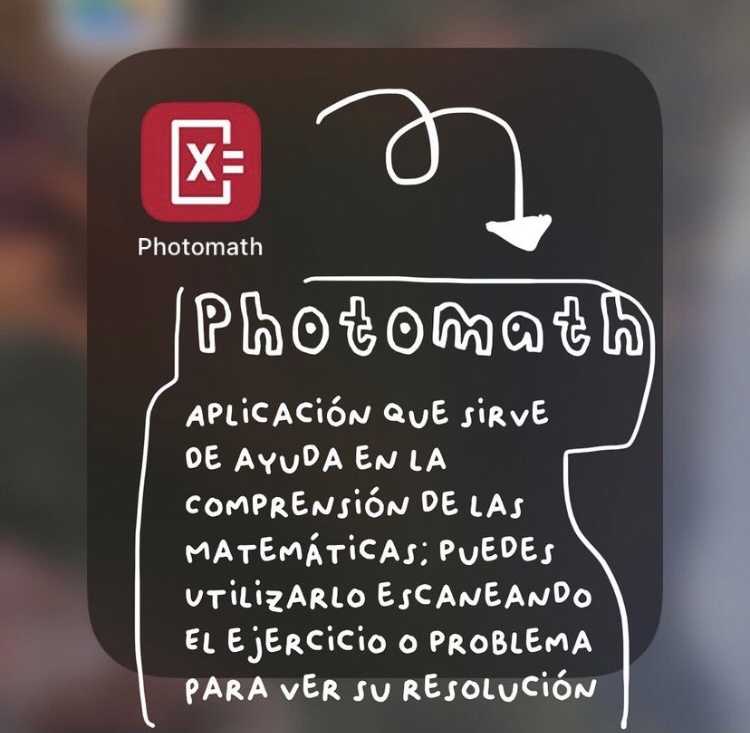 X=
Photomath
Photomath
APLICACIÓN QUE SIRVE
DE AYUDA EN LA
COMPRENSIÓN DE LAS
MATEMÁTICAS; PUEDES
UTILIZARLO ESCANEANDO
EL EJERCICIO O PROBLEMA
PARA VER SU RESOLUCIÓN